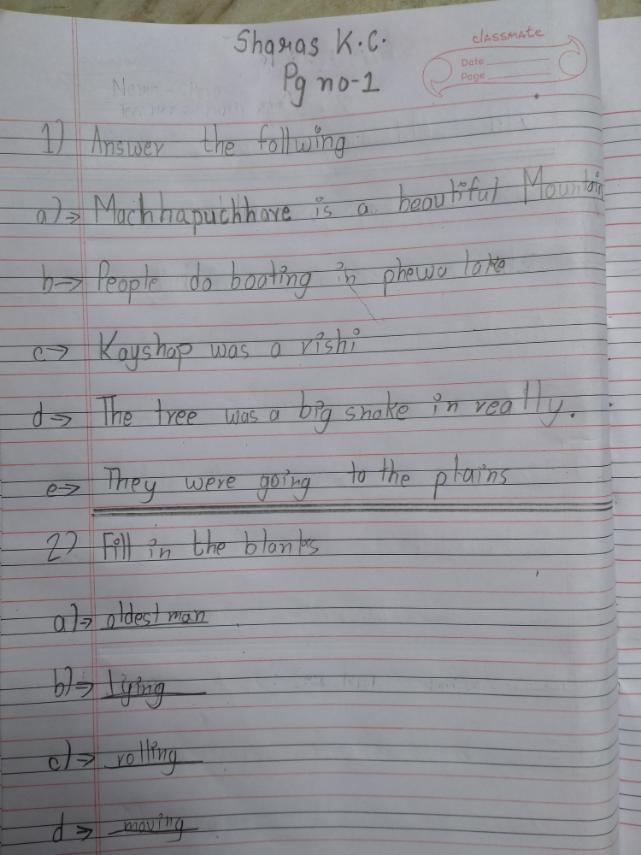 Sharas K.C.
Pg no-1
classmate
Date
Page
1) Answer the follwing
a)→ Machhapuchhare is a beautiful Mountain
b→ People do boating in phewa lake
c→ Kayshap was a rishi
d→ The tree was a big snake in really.
e→ They were going to the plains
2) Fill in the blanks
a)→ oldest man
b)→ lying
c)→ rolling
d→ moving